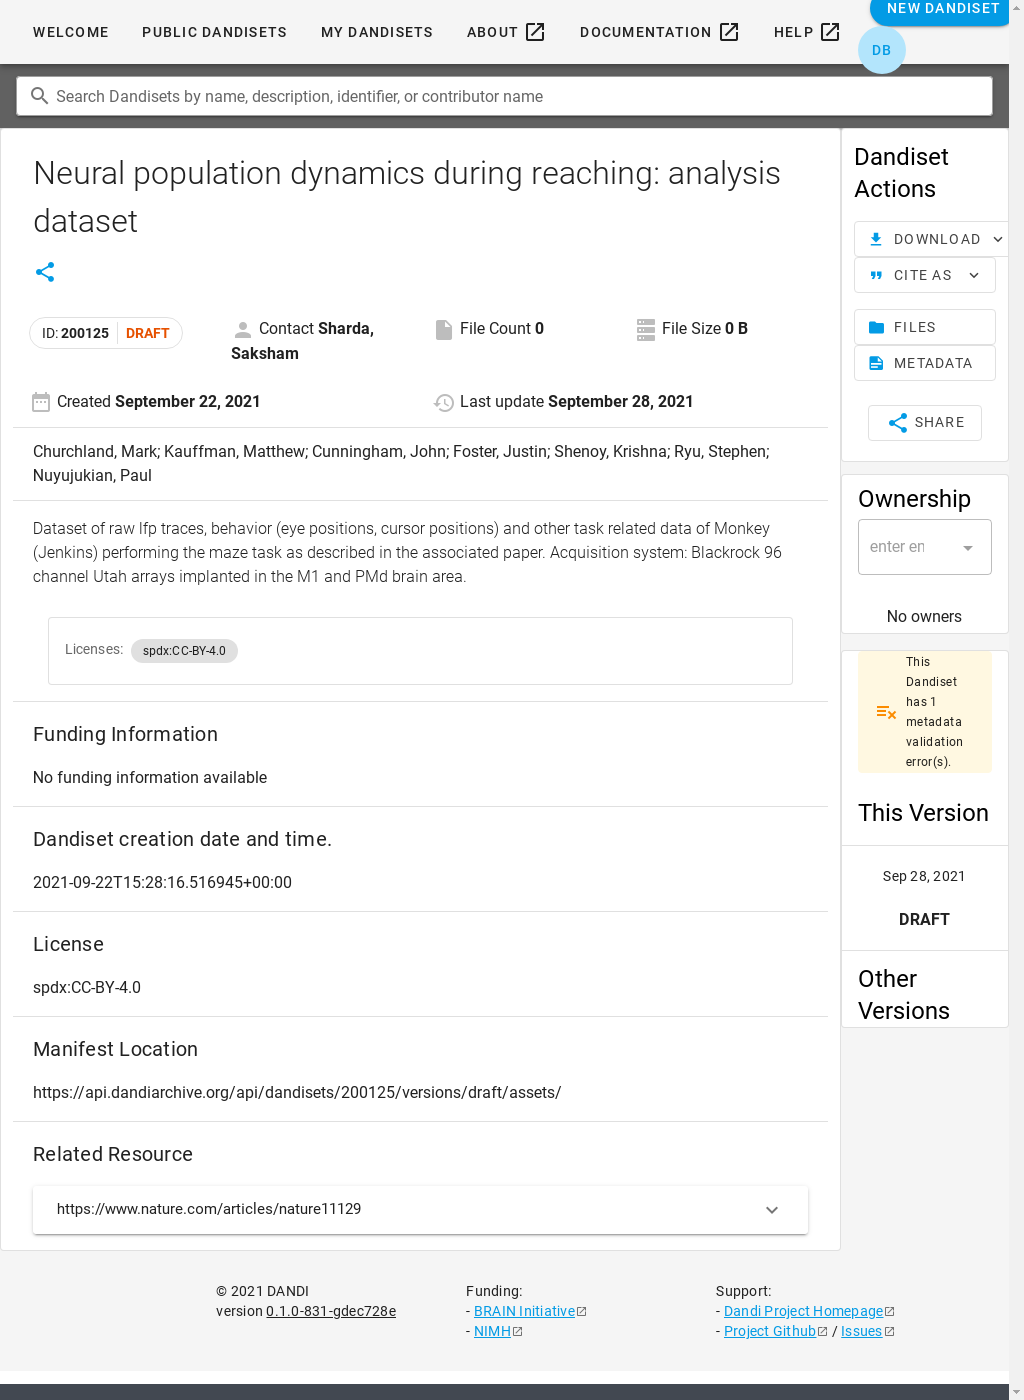 NEW DANDISET
WELCOME
PUBLIC DANDISETS
MY DANDISETS
ABOUT
DOCUMENTATION
HELP
DB
Search Dandisets by name, description, identifier, or contributor name
Neural population dynamics during reaching: analysis
dataset
ID: 200125 DRAFT
Contact Sharda,
Saksham
File Count 0
File Size 0 B
Created September 22, 2021
Last update September 28, 2021
Churchland, Mark; Kauffman, Matthew; Cunningham, John; Foster, Justin; Shenoy, Krishna; Ryu, Stephen;
Nuyujukian, Paul
Dataset of raw lfp traces, behavior (eye positions, cursor positions) and other task related data of Monkey
(Jenkins) performing the maze task as described in the associated paper. Acquisition system: Blackrock 96
channel Utah arrays implanted in the M1 and PMd brain area.
Licenses: spdx:CC-BY-4.0
Funding Information
No funding information available
Dandiset creation date and time.
2021-09-22T15:28:16.516945+00:00
License
spdx:CC-BY-4.0
Manifest Location
https://api.dandiarchive.org/api/dandisets/200125/versions/draft/assets/
Related Resource
https://www.nature.com/articles/nature11129
Dandiset
Actions
DOWNLOAD
CITE AS
FILES
METADATA
SHARE
Ownership
enter en
No owners
This
Dandiset
has 1
metadata
validation
error(s).
This Version
Sep 28, 2021
DRAFT
Other
Versions
© 2021 DANDI
version 0.1.0-831-gdec728e
Funding:
- BRAIN Initiative
- NIMH
Support:
- Dandi Project Homepage
- Project Github / Issues